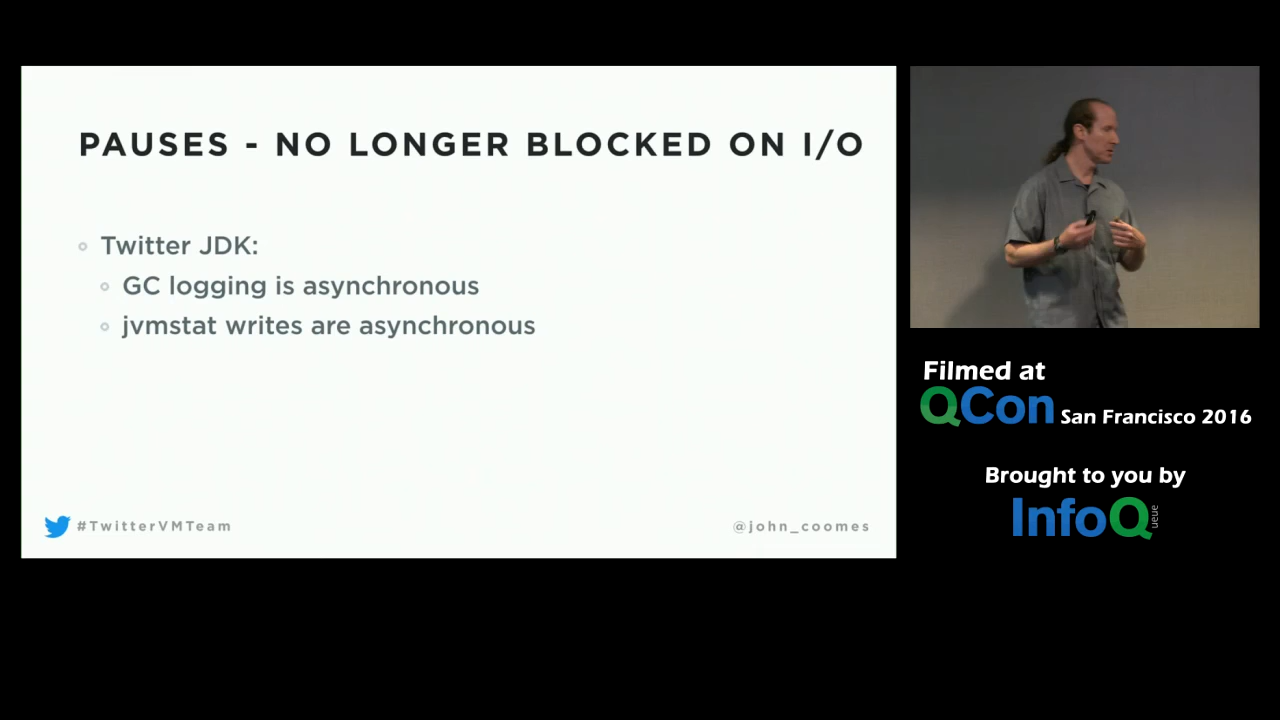 PAUSES - NO LONGER BLOCKED ON I/O
Twitter JDK:
GC logging is asynchronous
jvmstat writes are asynchronous
#TwitterVMTeam
@john_coomes
Filmed at
QCon San Francisco 2016
Brought to you by
InfoQueue